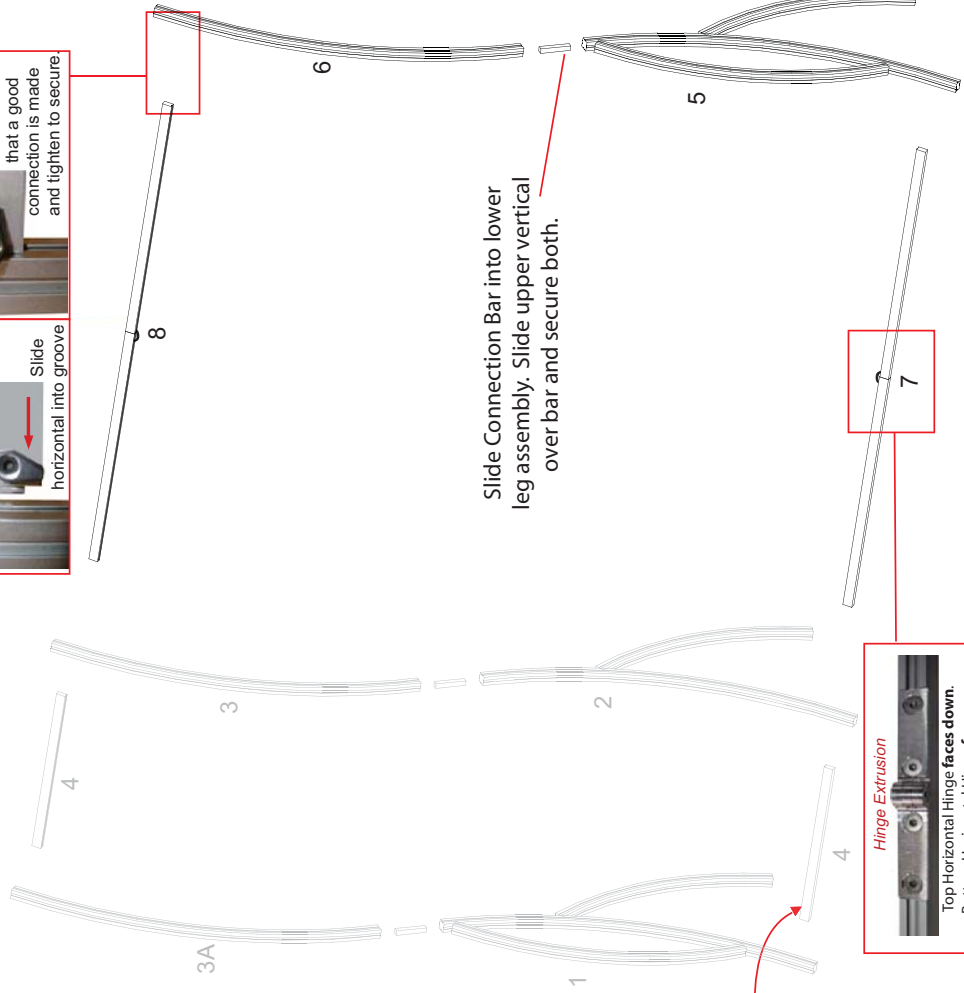 that a good
connection is made
and tighten to secure.
Slide
horizontal into groove
6
8
Slide Connection Bar into lower
leg assembly. Slide upper vertical
over bar and secure both.
5
7
3
2
4
4
3A
1
Hinge Extrusion
Top Horizontal Hinge faces down.